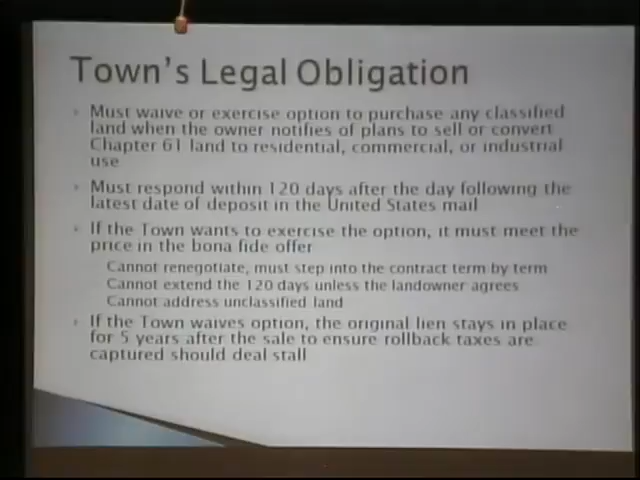 Town's Legal Obligation
Must waive or exercise option to purchase any classified
land when the owner notifies of plans to sell or convert
Chapter 61 land to residential, commercial, or industrial
use
Must respond within 120 days after the day following the
latest date of deposit in the United States mail
If the Town wants to exercise the option, it must meet the
price in the bona fide offer
Cannot renegotiate, must step into the contract term by term
Cannot extend the 120 days unless the landowner agrees
Cannot address unclassified land
If the Town waives option, the original lien stays in place
for 5 years after the sale to ensure rollback taxes are
captured should deal stall